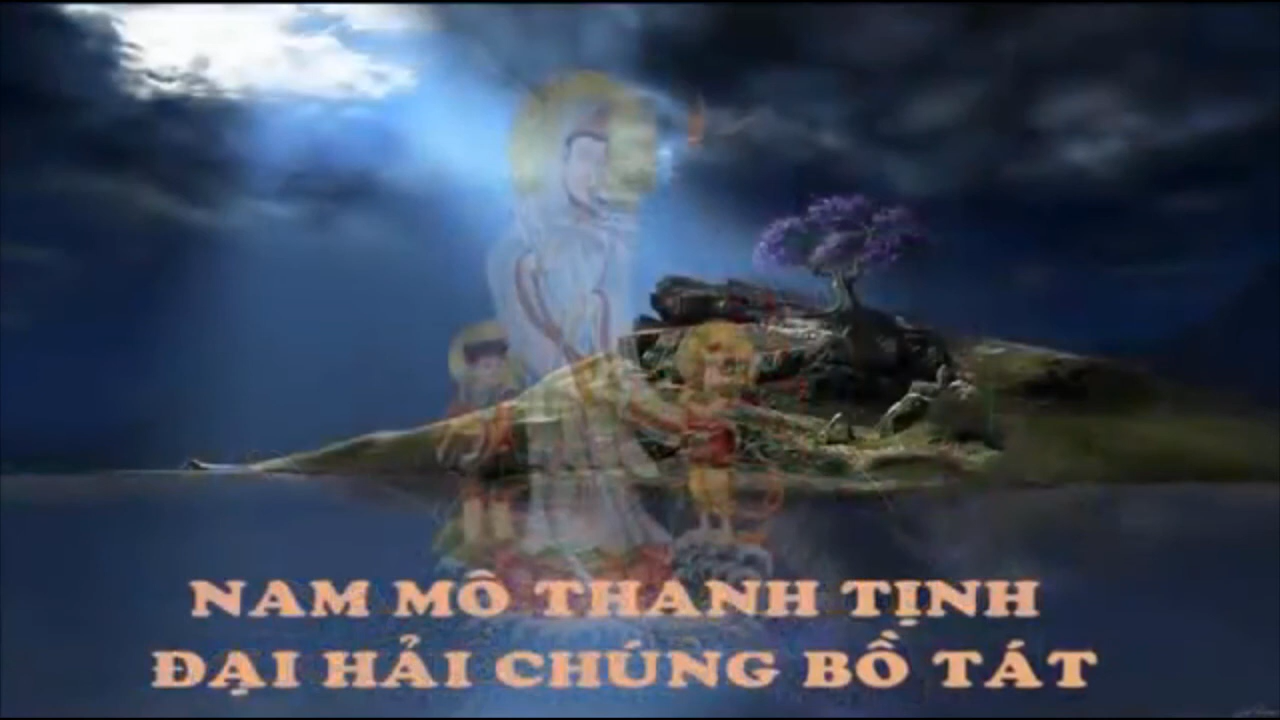 NAM MÔ THANH TỊNH
ĐẠI HẢI CHÚNG BỒ TÁT